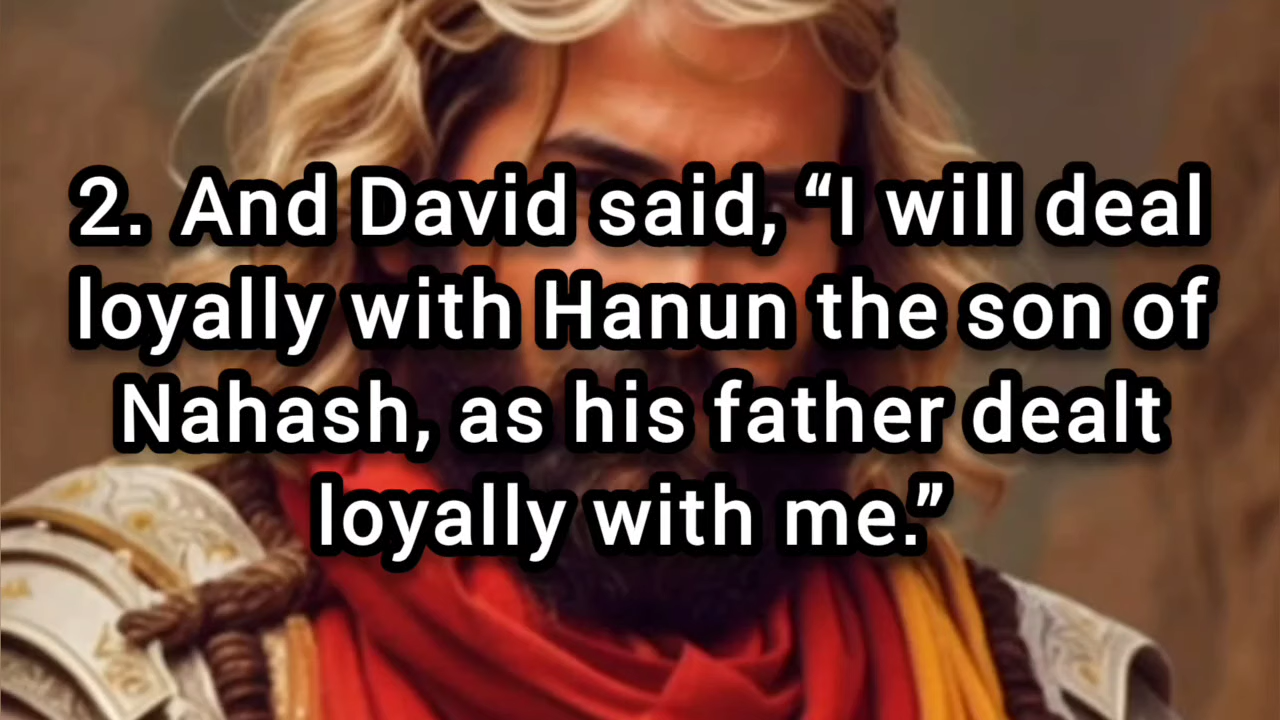 2. And David said, “I will deal
loyally with Hanun the son of
Nahash, as his father dealt
loyally with me.”